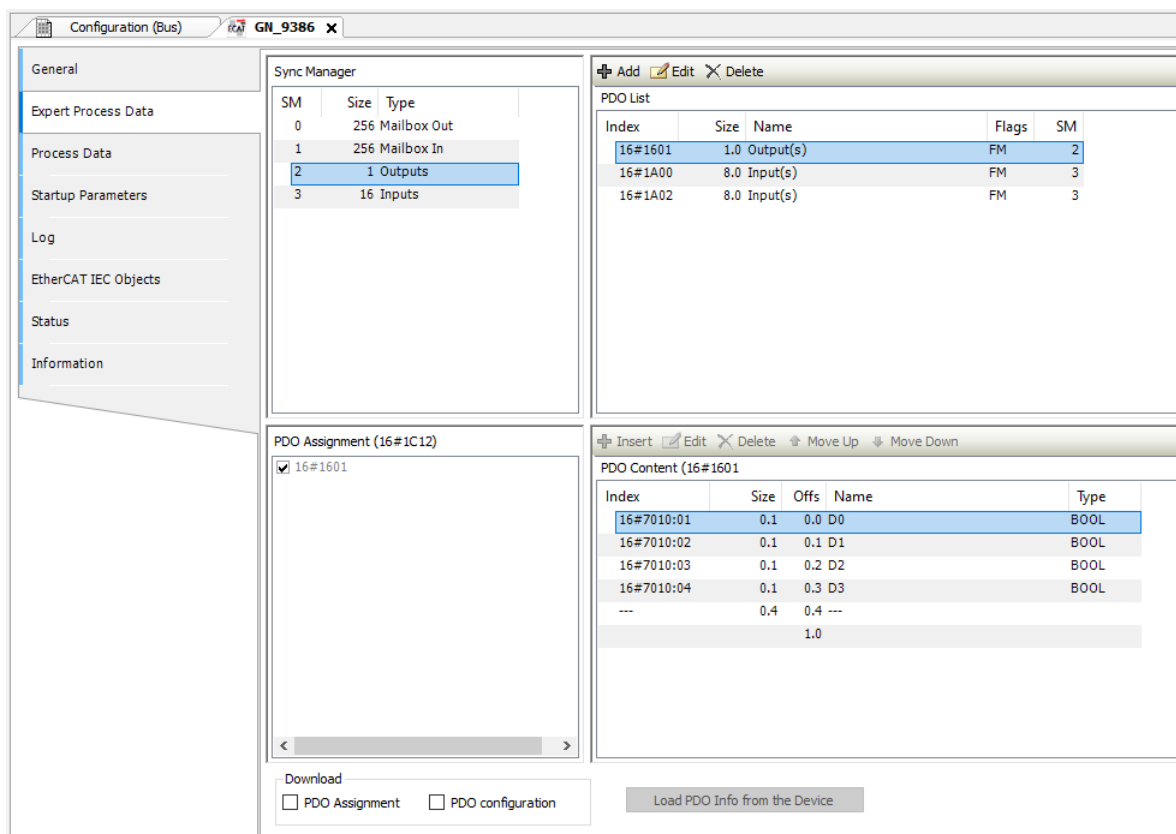 Configuration (Bus) GN_9386
General
Expert Process Data
Process Data
Startup Parameters
Log
EtherCAT IEC Objects
Status
Information
Sync Manager
SM Size Type
0 256 Mailbox Out
1 256 Mailbox In
2 1 Outputs
3 16 Inputs
Add Edit Delete
PDO List
Index Size Name Flags SM
16#1601 1.0 Output(s) FM 2
16#1A00 8.0 Input(s) FM 3
16#1A02 8.0 Input(s) FM 3
PDO Assignment (16#1C12)
16#1601
Insert Edit Delete Move Up Move Down
PDO Content (16#1601
Index Size Offs Name Type
16#7010:01 0.1 0.0 D0 BOOL
16#7010:02 0.1 0.1 D1 BOOL
16#7010:03 0.1 0.2 D2 BOOL
16#7010:04 0.1 0.3 D3 BOOL
--- 0.4 0.4 ---
1.0
Download
PDO Assignment PDO configuration
Load PDO Info from the Device